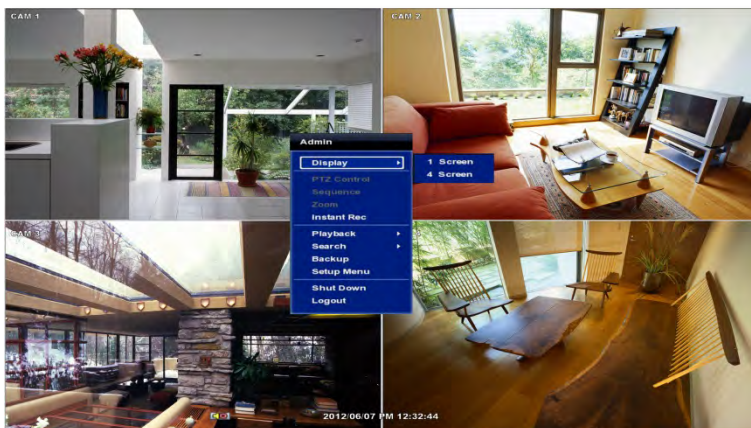 CAM 1
CAM 2
Admin
Display
1 Screen
4 Screen
PTZ Control
Sequence
Zoom
Instant Rec
Playback
Search
Backup
Setup Menu
Shut Down
Logout
CAM 3
2012/06/07 PM 12:32:44